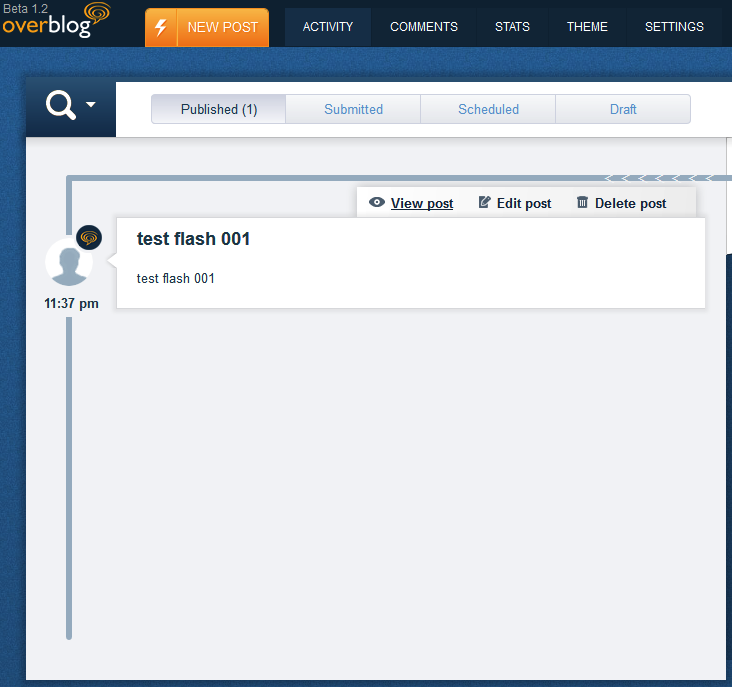 Beta 1.2
overblog
NEW POST
ACTIVITY
COMMENTS
STATS
THEME
SETTINGS
Published (1)
Submitted
Scheduled
Draft
View post
Edit post
Delete post
test flash 001
test flash 001
11:37 pm